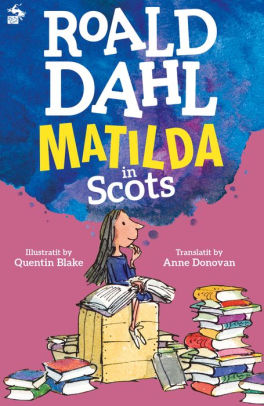 ROALD
DAHL
MATILDA
in
Scots
Illustratit by
Quentin Blake
Translatit by
Anne Donovan